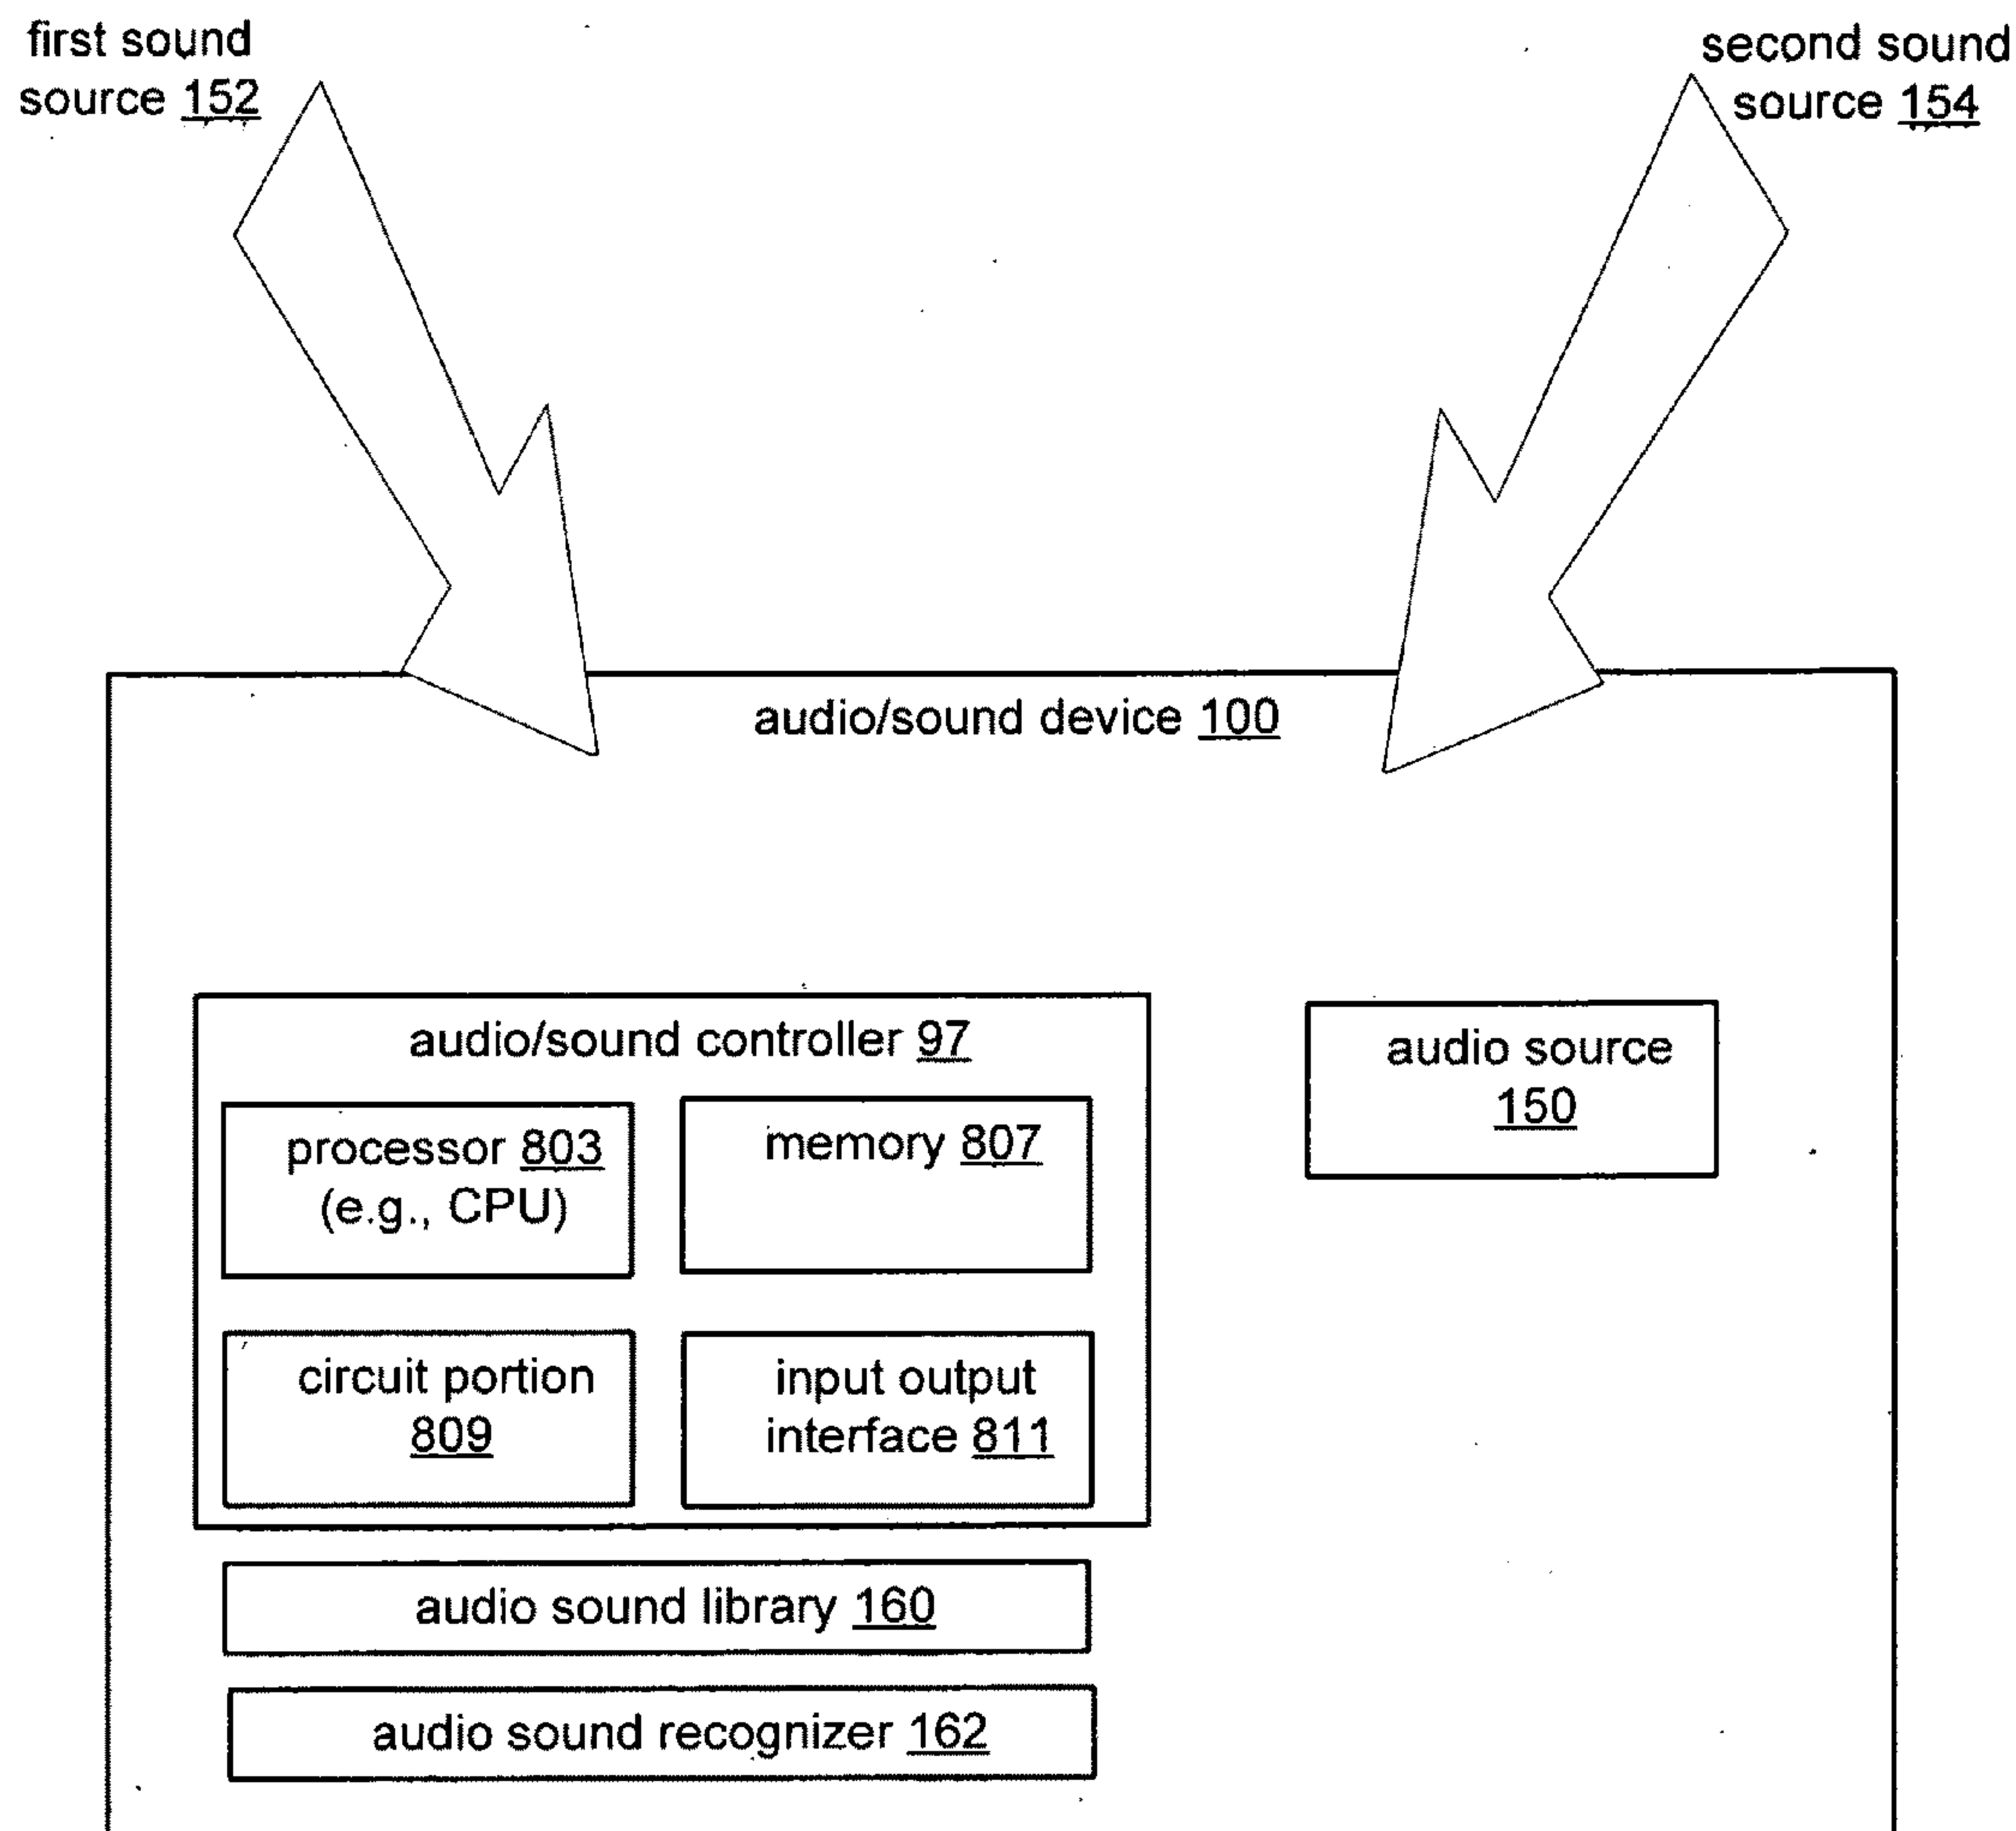 first sound
source 152
second sound
source 154
audio/sound device 100
audio/sound controller 97
processor 803
(e.g., CPU)
memory 807
circuit portion
809
input output
interface 811
audio source
150
audio sound library 160
audio sound recognizer 162